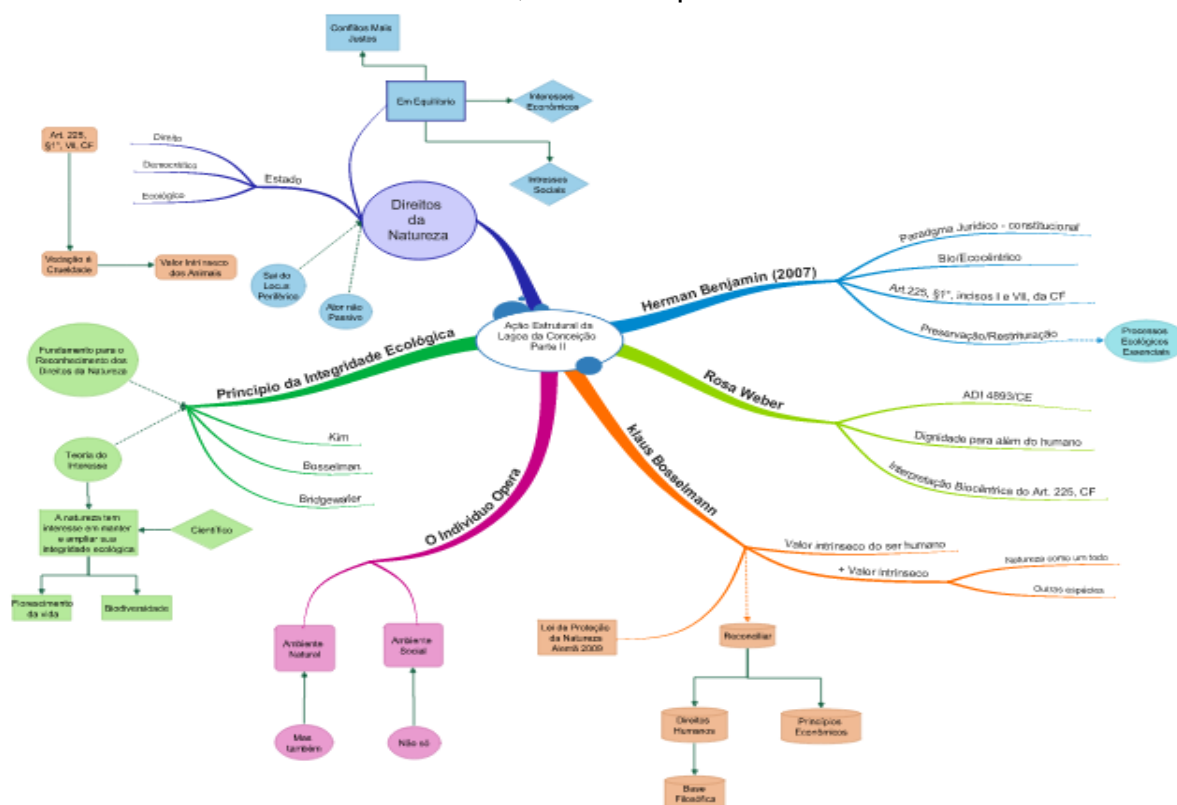 Conflitos Mais
Justos
Em Equilíbrio
Interesses
Econômicos
Intresses
Sociais
Art. 225,
§1°, VII, CF
Vedação à
Crueldade
Valor Intrínseco
dos Animais
Direito
Democrático
Ecológico
Estado
Direitos
da
Natureza
Sai do
Locus
Periférico
Ator não
Passivo
Ação Estrutural da
Lagoa da Conceição
Parte II
Herman Benjamin (2007)
Paradigma Jurídico - constitucional
Bio/Ecocêntrico
Art.225, §1°, incisos I e VII, da CF
Preservação/Restrituração
Processos
Ecológicos
Essenciais
Rosa Weber
ADI 4893/CE
Dignidade para além do humano
Interpretação Biocêntrica do Art. 225, CF
klaus Bosselmann
Valor intrínseco do ser humano
+ Valor intrínseco
Natureza como um todo
Outras espécies
Lei de Proteção
da Natureza
Alemã 2009
Reconciliar
Direitos
Humanos
Princípios
Econômicos
Base
Filosófica
O Indivíduo Opera
Ambiente
Natural
Ambiente
Social
Mas
também
Não só
Princípio da Integridade Ecológica
Fundamento para o
Reconhecimento dos
Direitos da Natureza
Kim
Bosselman
Bridgewater
Teoria do
Interesse
A natureza tem
interesse em manter
e ampliar sua
integridade ecológica
Científico
Florescimento
da vida
Biodiversidade